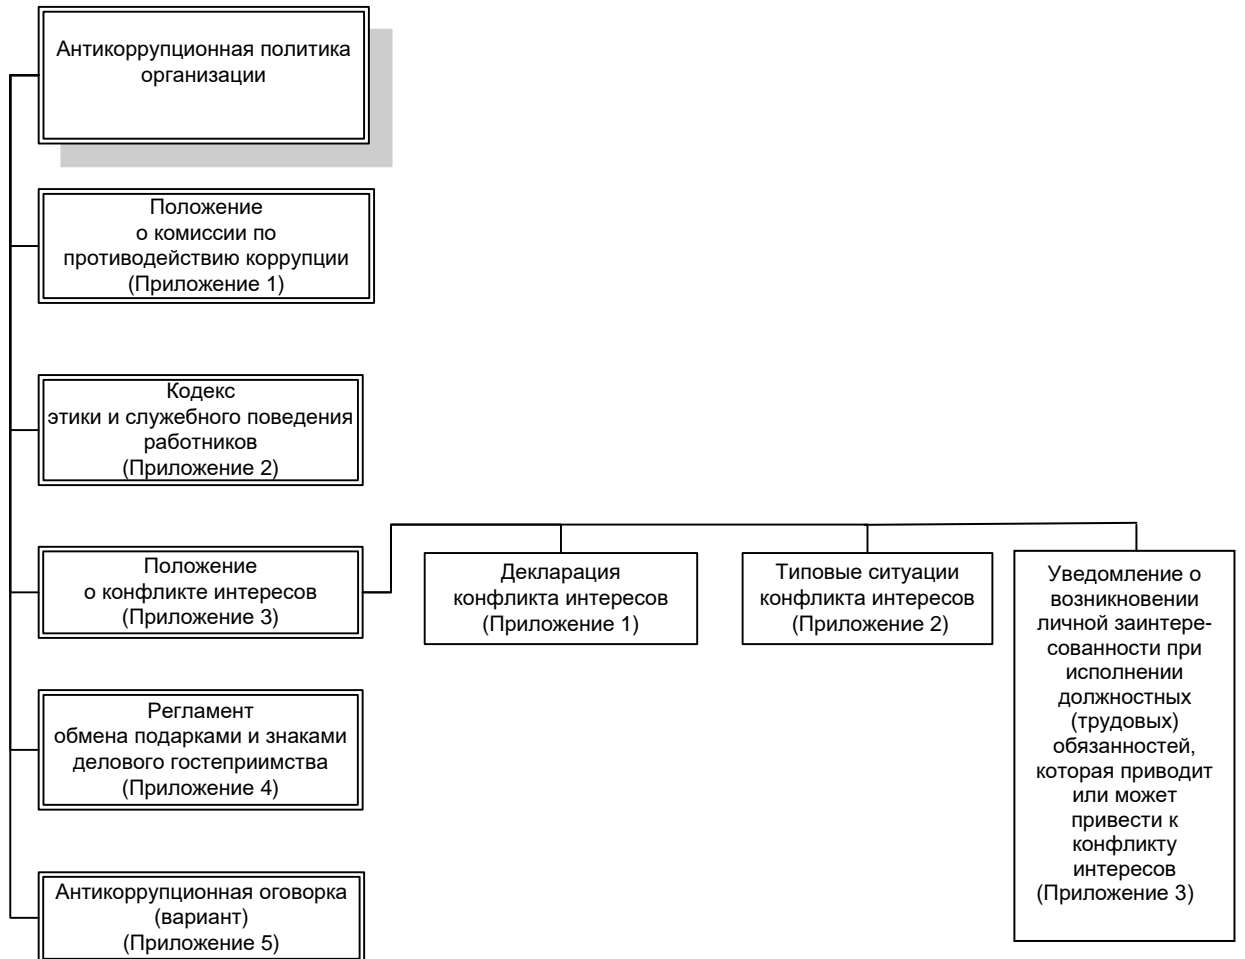 Антикоррупционная политика
организации
Положение
о комиссии по
противодействию коррупции
(Приложение 1)
Кодекс
этики и служебного поведения
работников
(Приложение 2)
Положение
о конфликте интересов
(Приложение 3)
Декларация
конфликта интересов
(Приложение 1)
Типовые ситуации
конфликта интересов
(Приложение 2)
Уведомление о
возникновении
личной заинтере-
сованности при
исполнении
должностных
(трудовых)
обязанностей,
которая приводит
или может
привести к
конфликту
интересов
(Приложение 3)
Регламент
обмена подарками и знаками
делового гостеприимства
(Приложение 4)
Антикоррупционная оговорка
(вариант)
(Приложение 5)